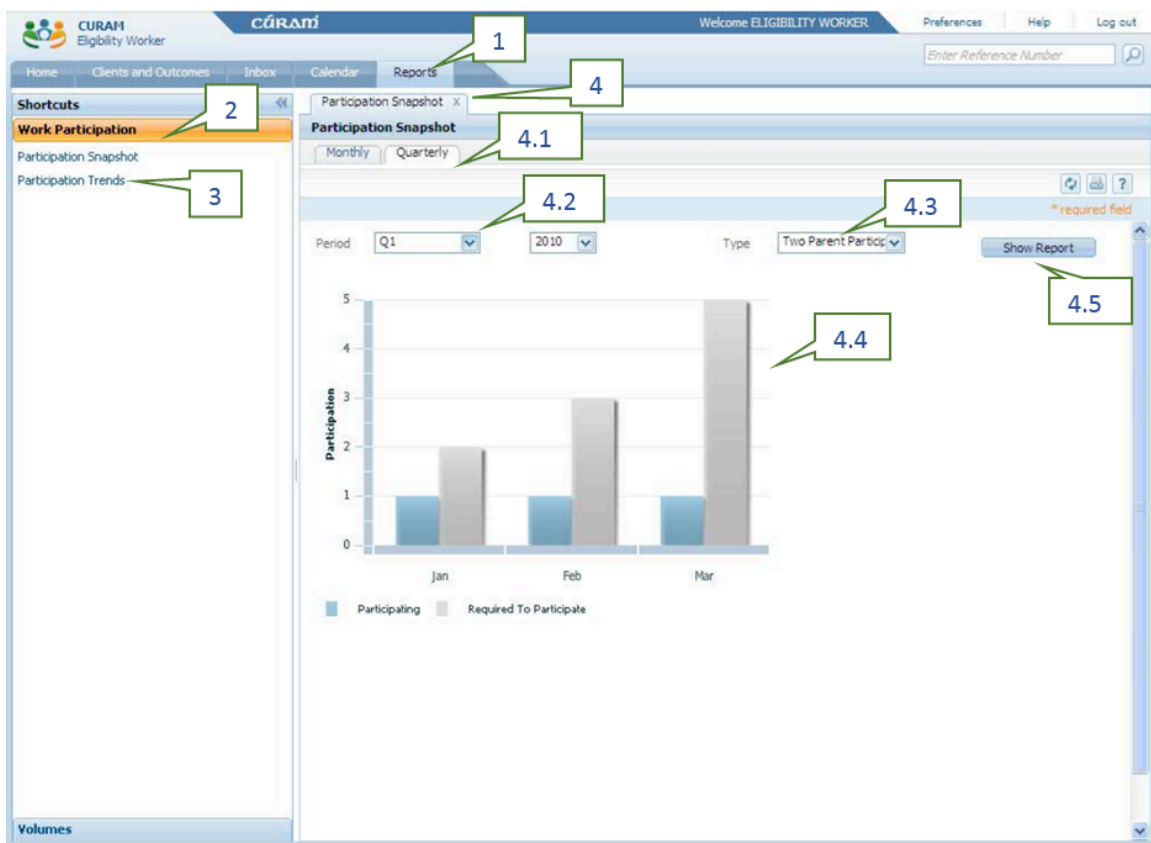 CURAM
Eligibility Worker
cúram
Welcome ELIGIBILITY WORKER
Preferences Help Log out
1
Enter Reference Number
Home Clients and Outcomes Inbox Calendar Reports
4
Shortcuts
2
Participation Snapshot x
Work Participation
Participation Snapshot
4.1
Participation Snapshot
Monthly Quarterly
Participation Trends
3
4.2
4.3
* required field
Period Q1 2010 Type Two Parent Particip
Show Report
4.5
4.4
5
4
3
2
1
0
Participation
Jan Feb Mar
Participating Required To Participate
Volumes